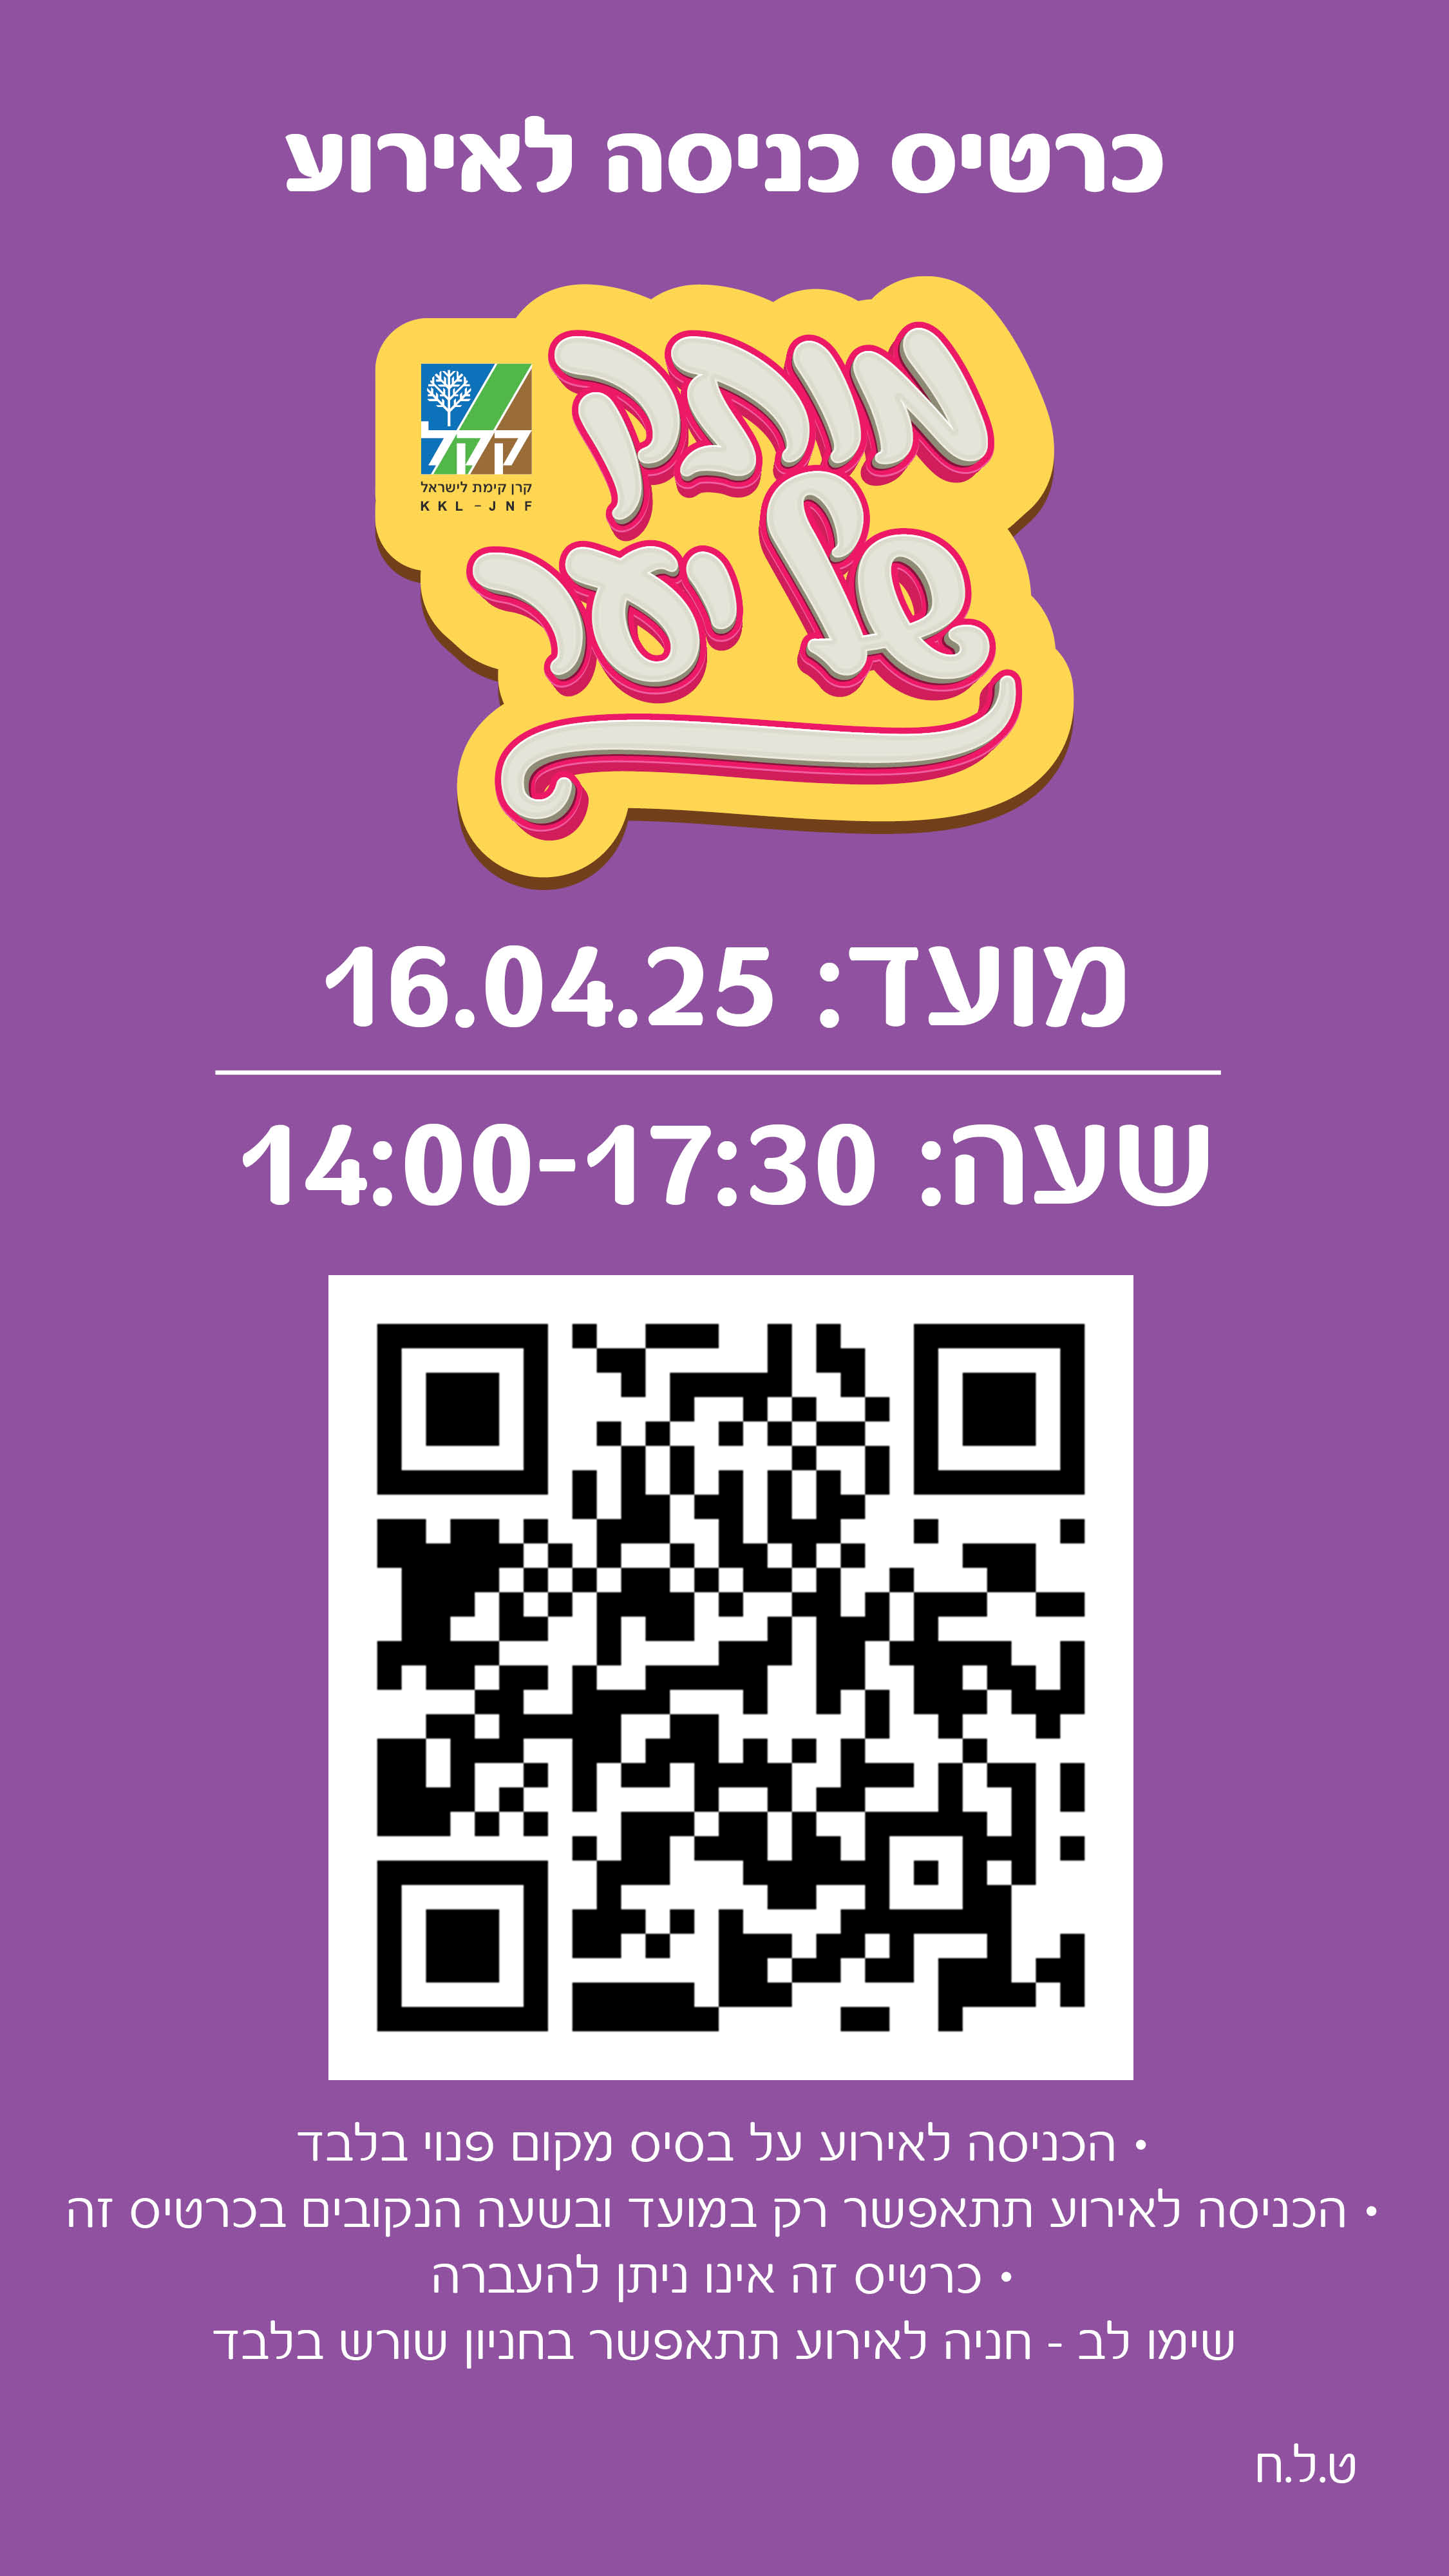 כרטיס כניסה לאירוע
מותק
של יער
קקל
קרן קימת לישראל
KKL-JNF
מועד: 16.04.25
שעה: 14:00-17:30
• הכניסה לאירוע על בסיס מקום פנוי בלבד
• הכניסה לאירוע תתאפשר רק במועד ובשעה הנקובים בכרטיס זה
• כרטיס זה אינו ניתן להעברה
שימו לב - חניה לאירוע תתאפשר בחניון שורש בלבד
ט.ל.ח